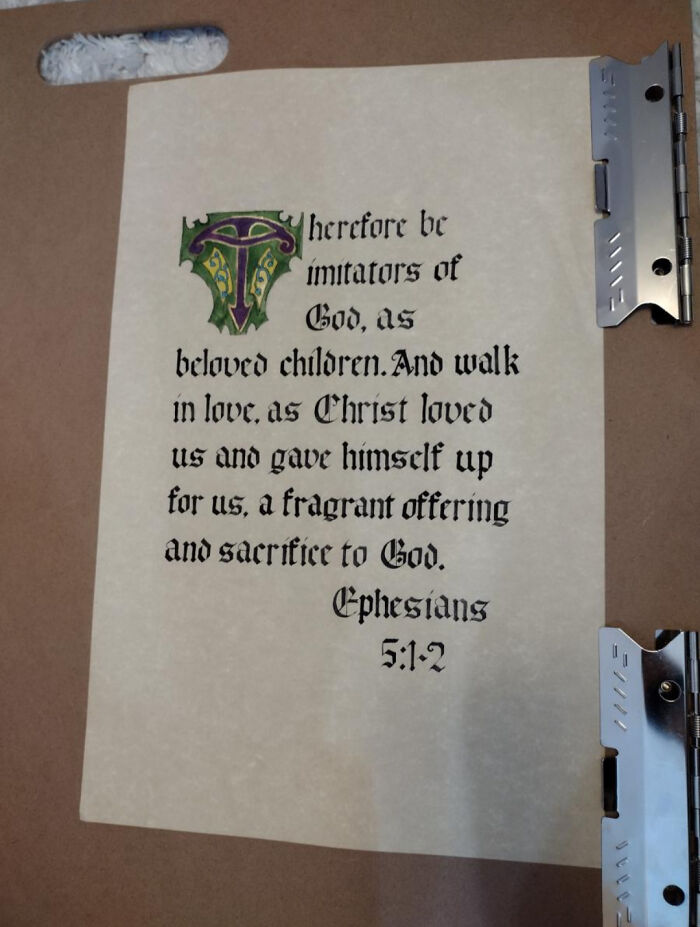 Therefore be
imitators of
God, as
beloved children. And walk
in love, as Christ loved
us and gave himself up
for us, a fragrant offering
and sacrifice to God.
Ephesians
5:1-2